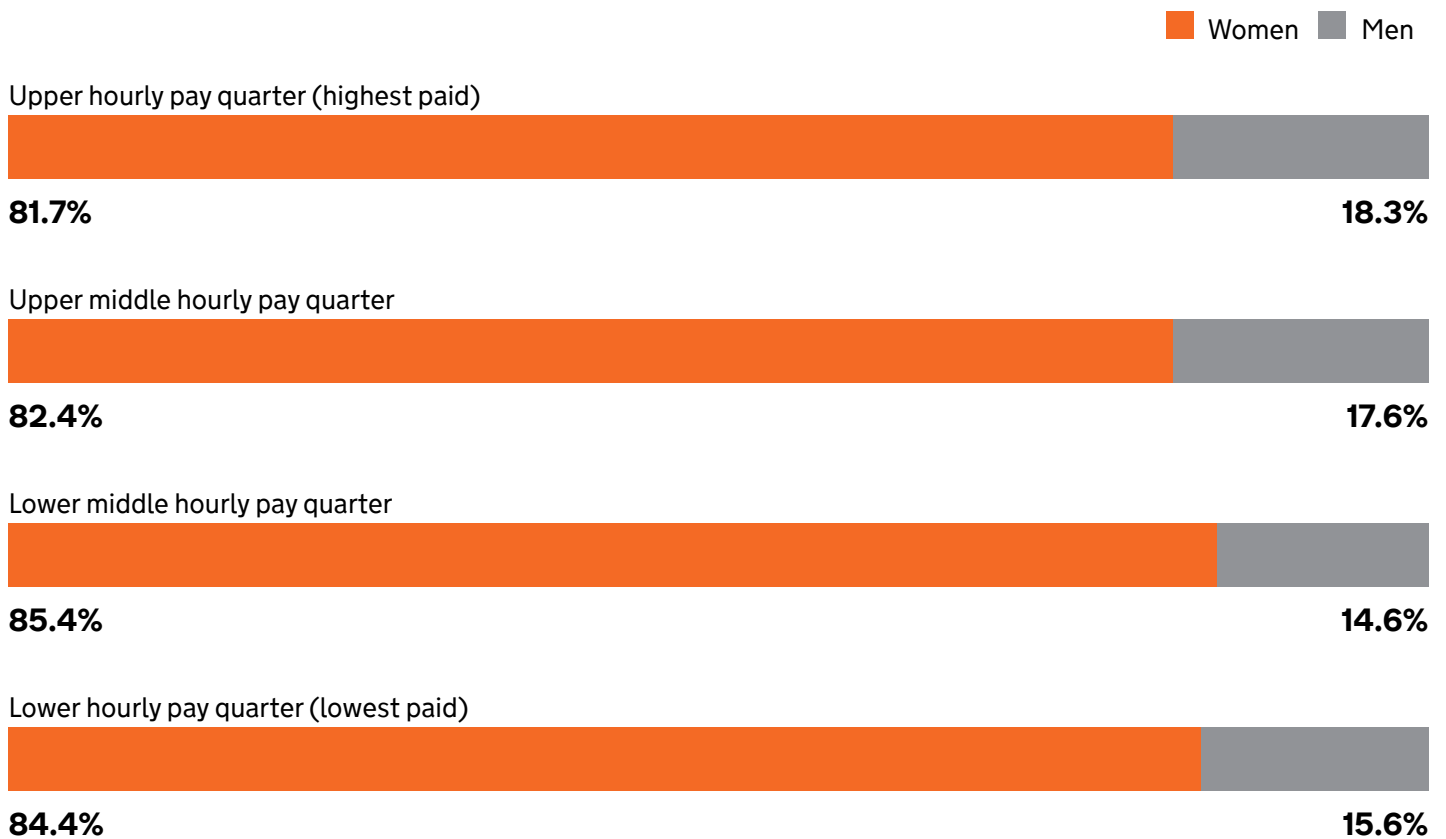 Women Men
Upper hourly pay quarter (highest paid)
81.7% 18.3%
Upper middle hourly pay quarter
82.4% 17.6%
Lower middle hourly pay quarter
85.4% 14.6%
Lower hourly pay quarter (lowest paid)
84.4% 15.6%